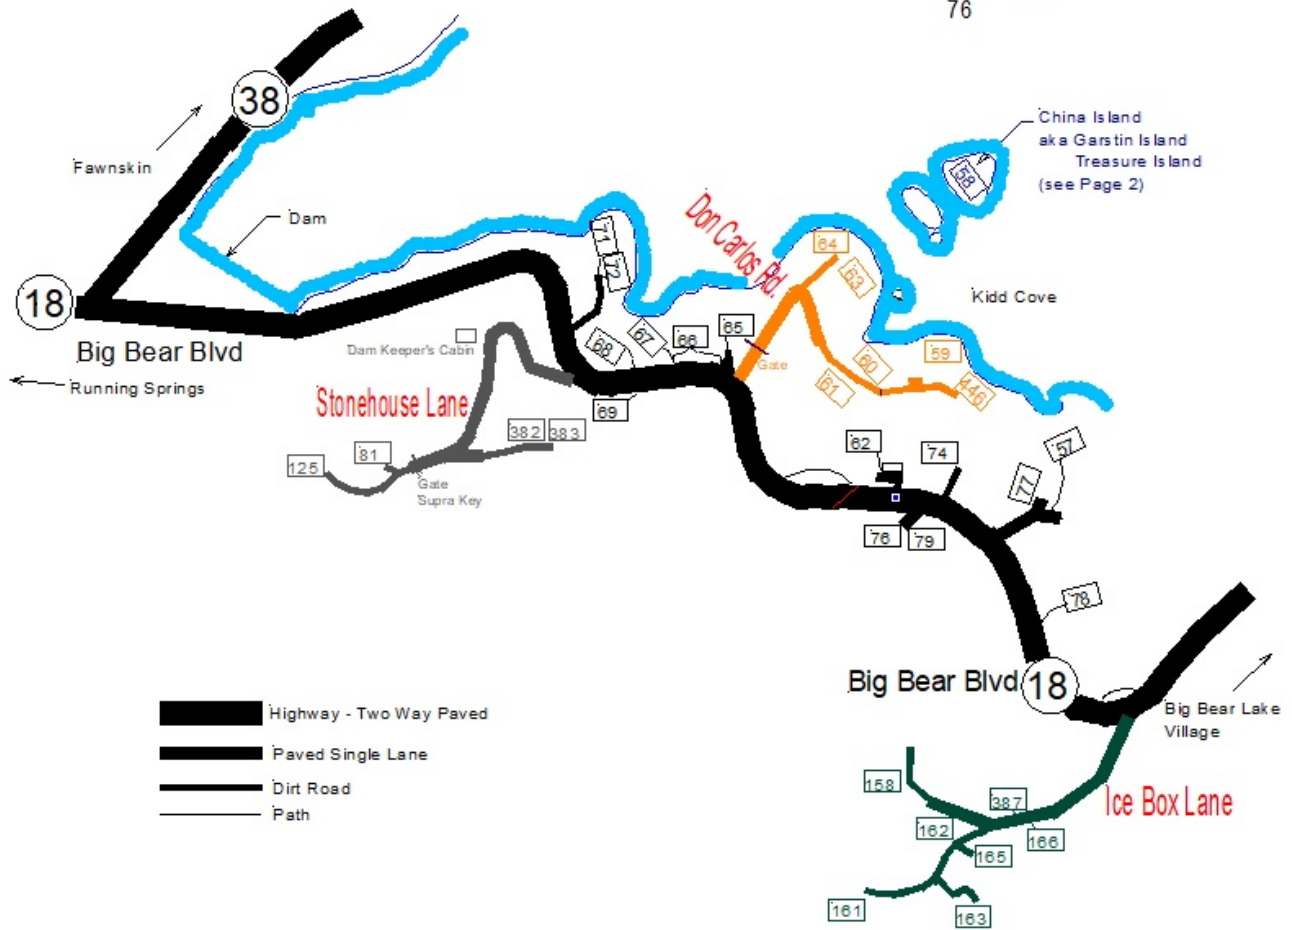 76
38
China Island
aka Garstin Island
Treasure Island
(see Page 2)
58
Fawnskin
Dam
Don Carlos Rd.
71
72
64
63
18
Kidd Cove
Big Bear Blvd
Running Springs
Dam Keeper's Cabin
68
67
66
65
Gate
60
59
61
446
Stonehouse Lane
69
382
383
81
125
Gate
Supra Key
62
74
57
77
76
79
78
Big Bear Blvd
18
Big Bear Lake
Village
Highway - Two Way Paved
Paved Single Lane
Dirt Road
Path
158
387
Ice Box Lane
162
166
165
161
163